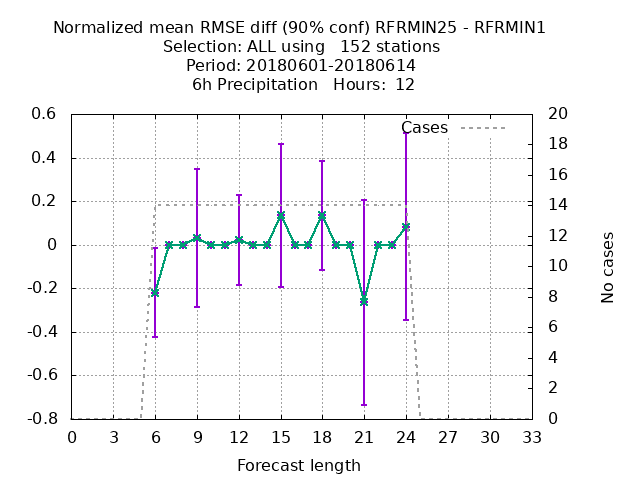 Normalized mean RMSE diff (90% conf) RFRMIN25 - RFRMIN1
Selection: ALL using   152 stations
Period: 20180601-20180614
6h Precipitation   Hours:  12
0.6
0.4
0.2
0
-0.2
-0.4
-0.6
-0.8
Cases
20
18
16
14
12
10
8
6
4
2
0
No cases
0 3 6 9 12 15 18 21 24 27 30 33
Forecast length